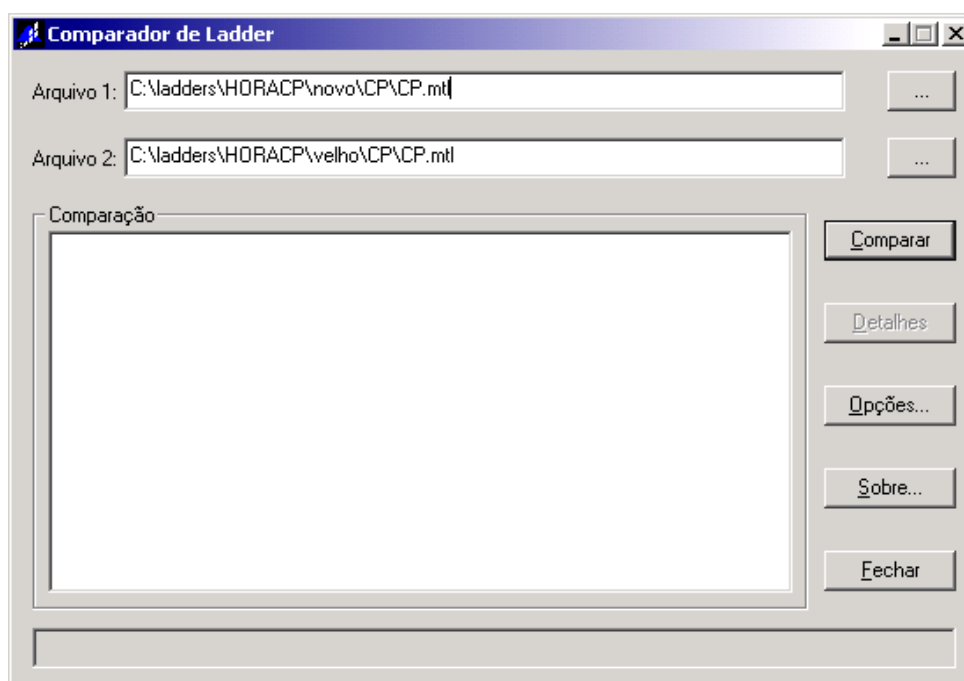 Comparador de Ladder
Arquivo 1: C:\ladders\HORACP\novo\CP\CP.mtl
...
Arquivo 2: C:\ladders\HORACP\velho\CP\CP.mtl
...
Comparação
Comparar
Detalhes
Opções...
Sobre...
Fechar